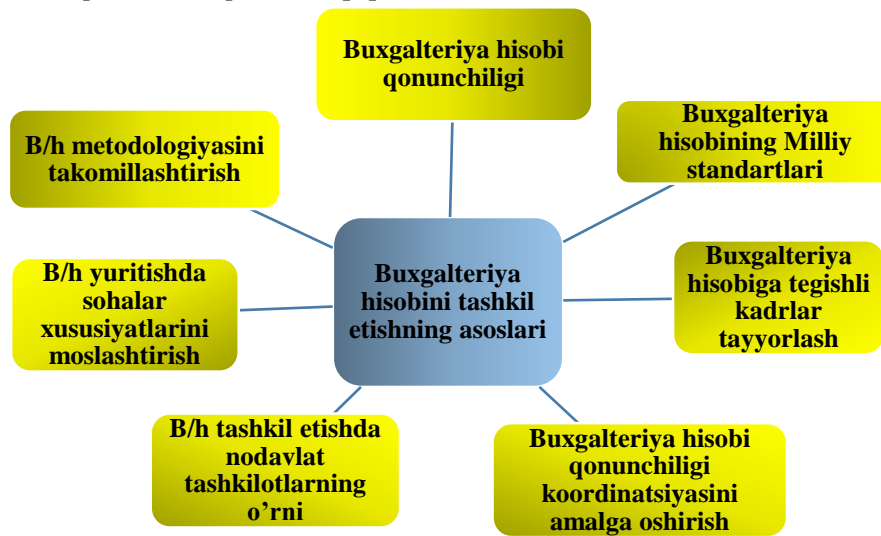 Buxgalteriya hisobi
qonunchiligi
Buxgalteriya
hisobining Milliy
standartlari
B/h metodologiyasini
takomillashtirish
Buxgalteriya
hisobini tashkil
etishning asoslari
Buxgalteriya
hisobiga tegishli
kadrlar
tayyorlash
B/h yuritishda
sohalar
xususiyatlarini
moslashtirish
B/h tashkil etishda
nodavlat
tashkilotlarning
o’rni
Buxgalteriya hisobi
qonunchiligi
koordinatsiyasini
amalga oshirish